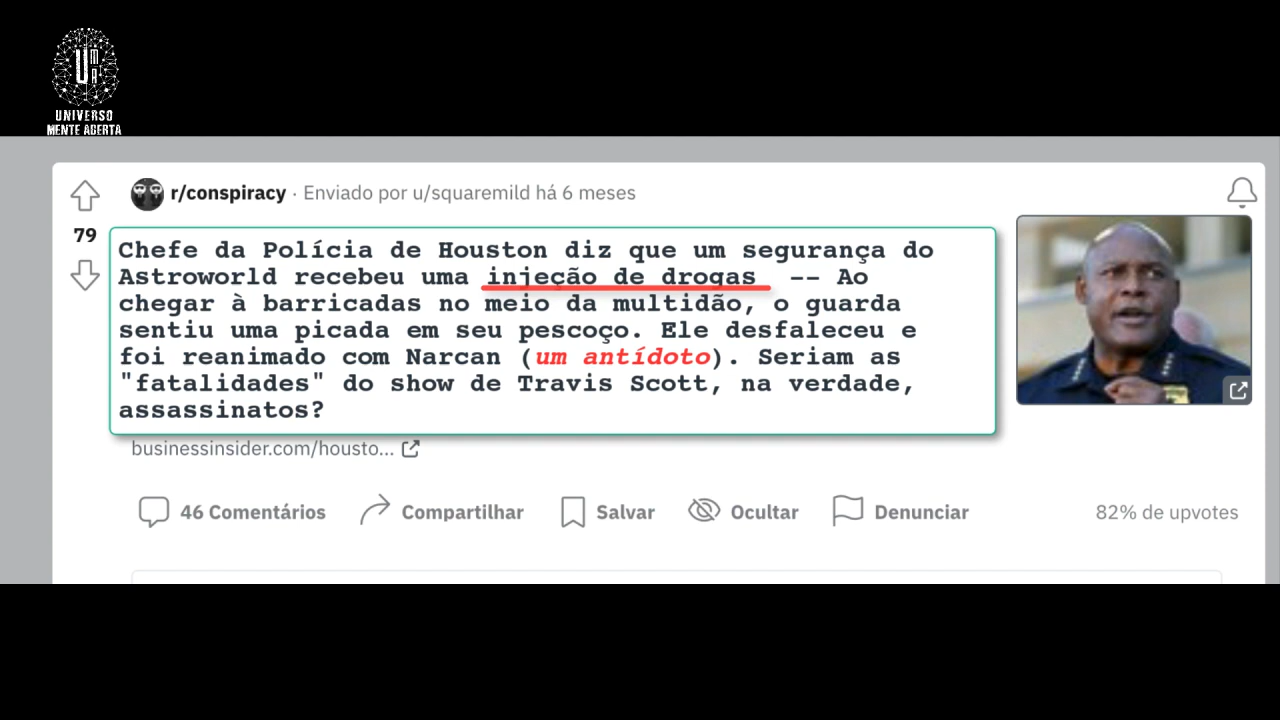 UMA
UNIVERSO
MENTE ABERTA
r/conspiracy · Enviado por u/squaremild há 6 meses
79
Chefe da Polícia de Houston diz que um segurança do
Astroworld recebeu uma injeção de drogas -- Ao
chegar à barricadas no meio da multidão, o guarda
sentiu uma picada em seu pescoço. Ele desfaleceu e
foi reanimado com Narcan (um antídoto). Seriam as
"fatalidades" do show de Travis Scott, na verdade,
assassinatos?
businessinsider.com/housto...
46 Comentários Compartilhar Salvar Ocultar Denunciar 82% de upvotes